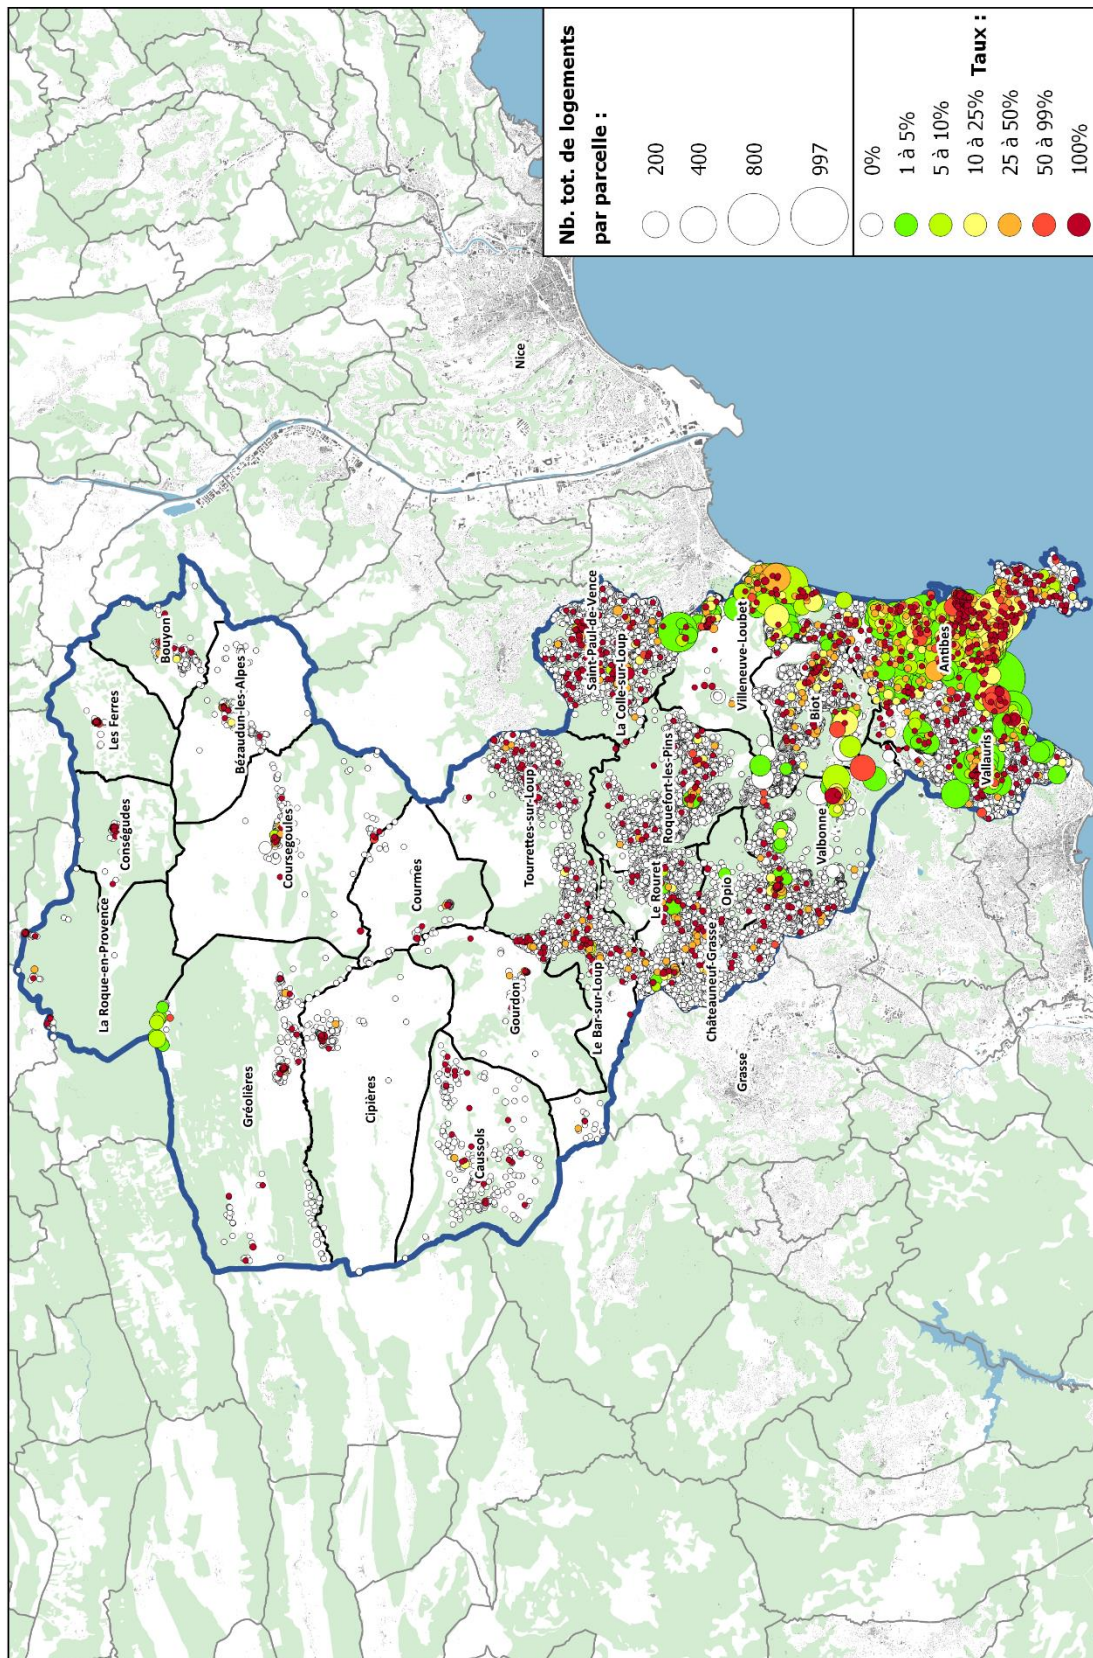 Nb. tot. de logements
par parcelle :
200
400
800
997
Taux :
0%
1 à 5%
5 à 10%
10 à 25%
25 à 50%
50 à 99%
100%
La Roque-en-Provence
Conségudes
Les Ferres
Bouyon
Bézaudun-les-Alpes
Gréolières
Coursegoules
Cipières
Courmes
Caussols
Gourdon
Tourrettes-sur-Loup
Le Bar-sur-Loup
Saint-Paul-de-Vence
La Colle-sur-Loup
Le Rouret
Roquefort-les-Pins
Châteauneuf-Grasse
Opio
Villeneuve-Loubet
Valbonne
Biot
Antibes
Vallauris
Grasse
Nice